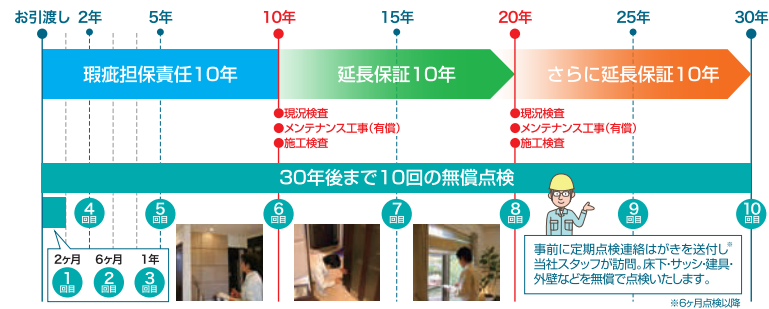 お引渡し 2年 5年 10年 15年 20年 25年 30年
瑕疵担保責任10年 延長保証10年 さらに延長保証10年
現況検査
メンテナンス工事(有償)
施工検査
現況検査
メンテナンス工事(有償)
施工検査
30年後まで10回の無償点検
4回目 5回目 6回目 7回目 8回目 9回目 10回目
2ヶ月 6ヶ月 1年
1回目 2回目 3回目
事前に定期点検連絡はがきを送付し※
当社スタッフが訪問。床下・サッシ・建具・
外壁などを無償で点検いたします。
※6ヶ月点検以降